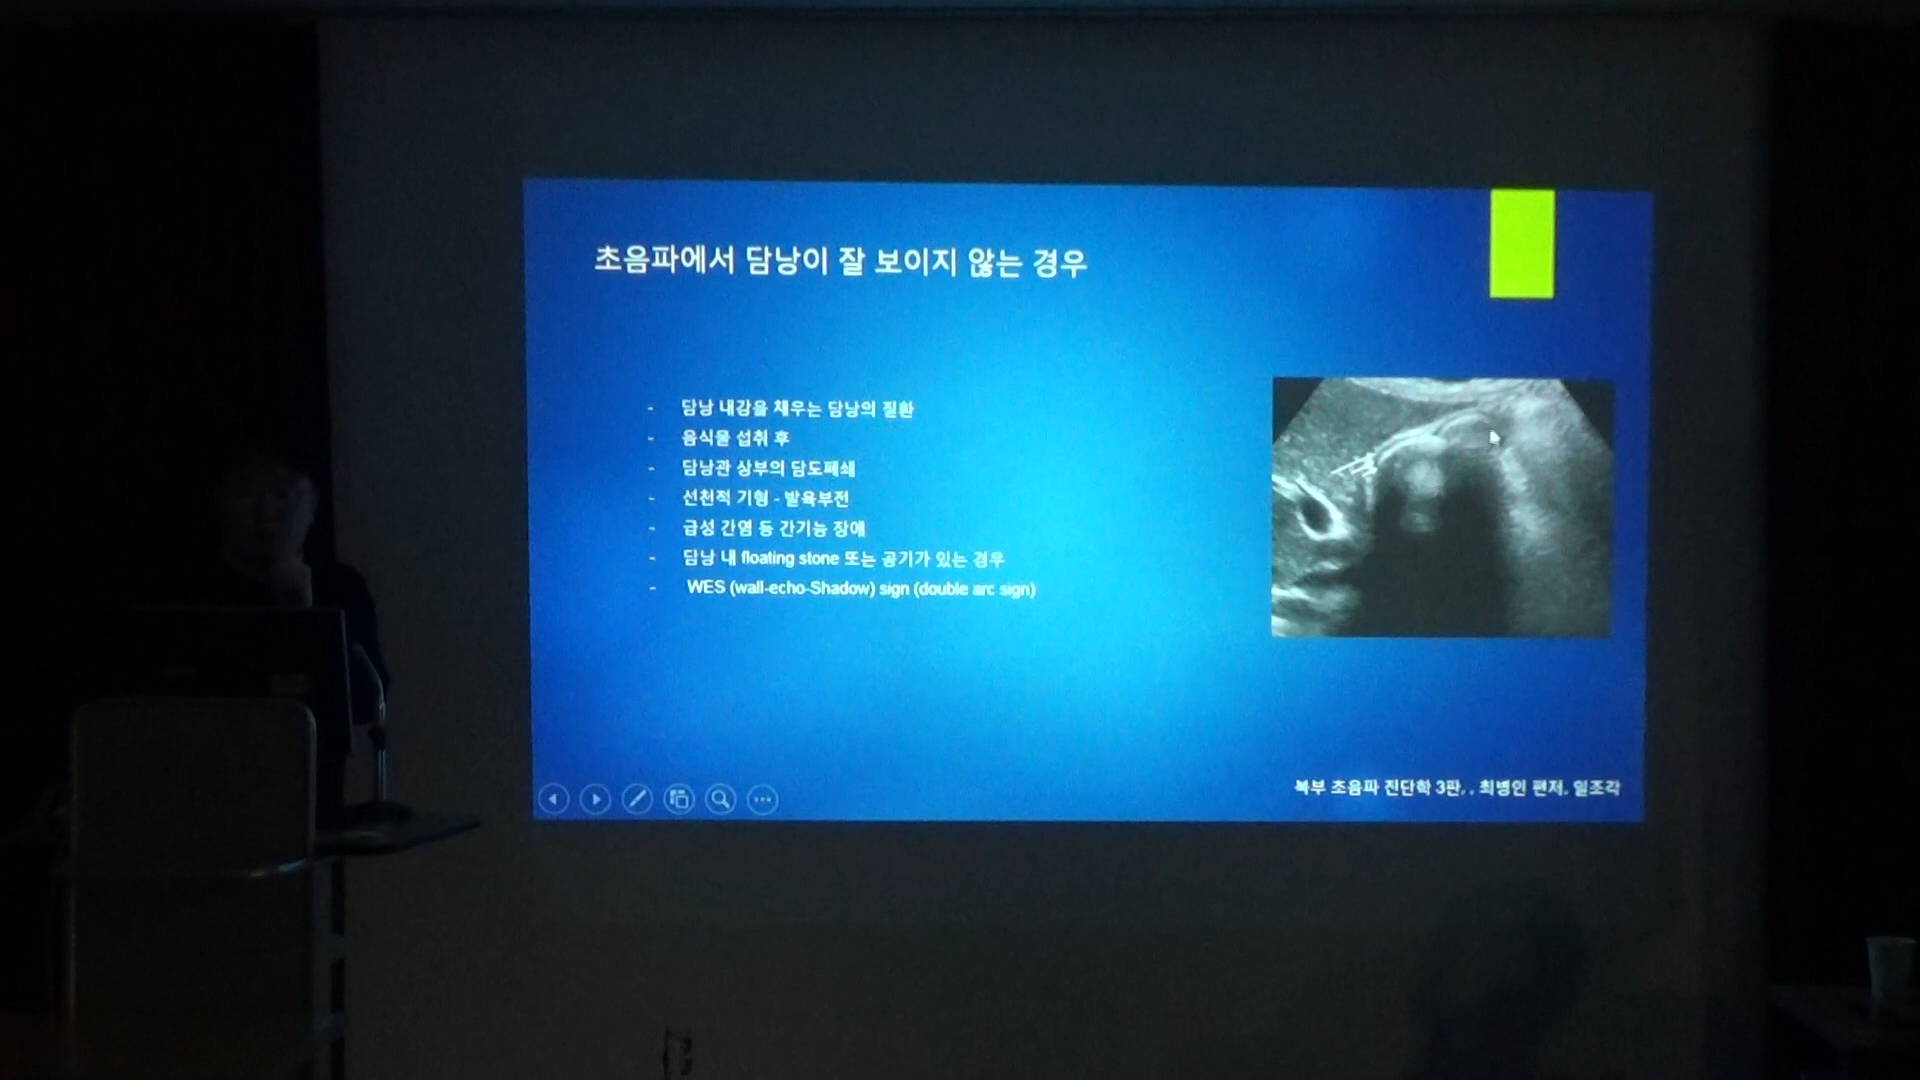 초음파에서 담낭이 잘 보이지 않는 경우
- 담낭 내강을 채우는 담낭의 질환
- 음식물 섭취 후
- 담낭관 상부의 담도폐쇄
- 선천적 기형 - 발육부전
- 급성 간염 등 간기능 장애
- 담낭 내 floating stone 또는 공기가 있는 경우
- WES (wall-echo-Shadow) sign (double arc sign)
복부 초음파 진단학 3판, . 최병인 편저. 일조각